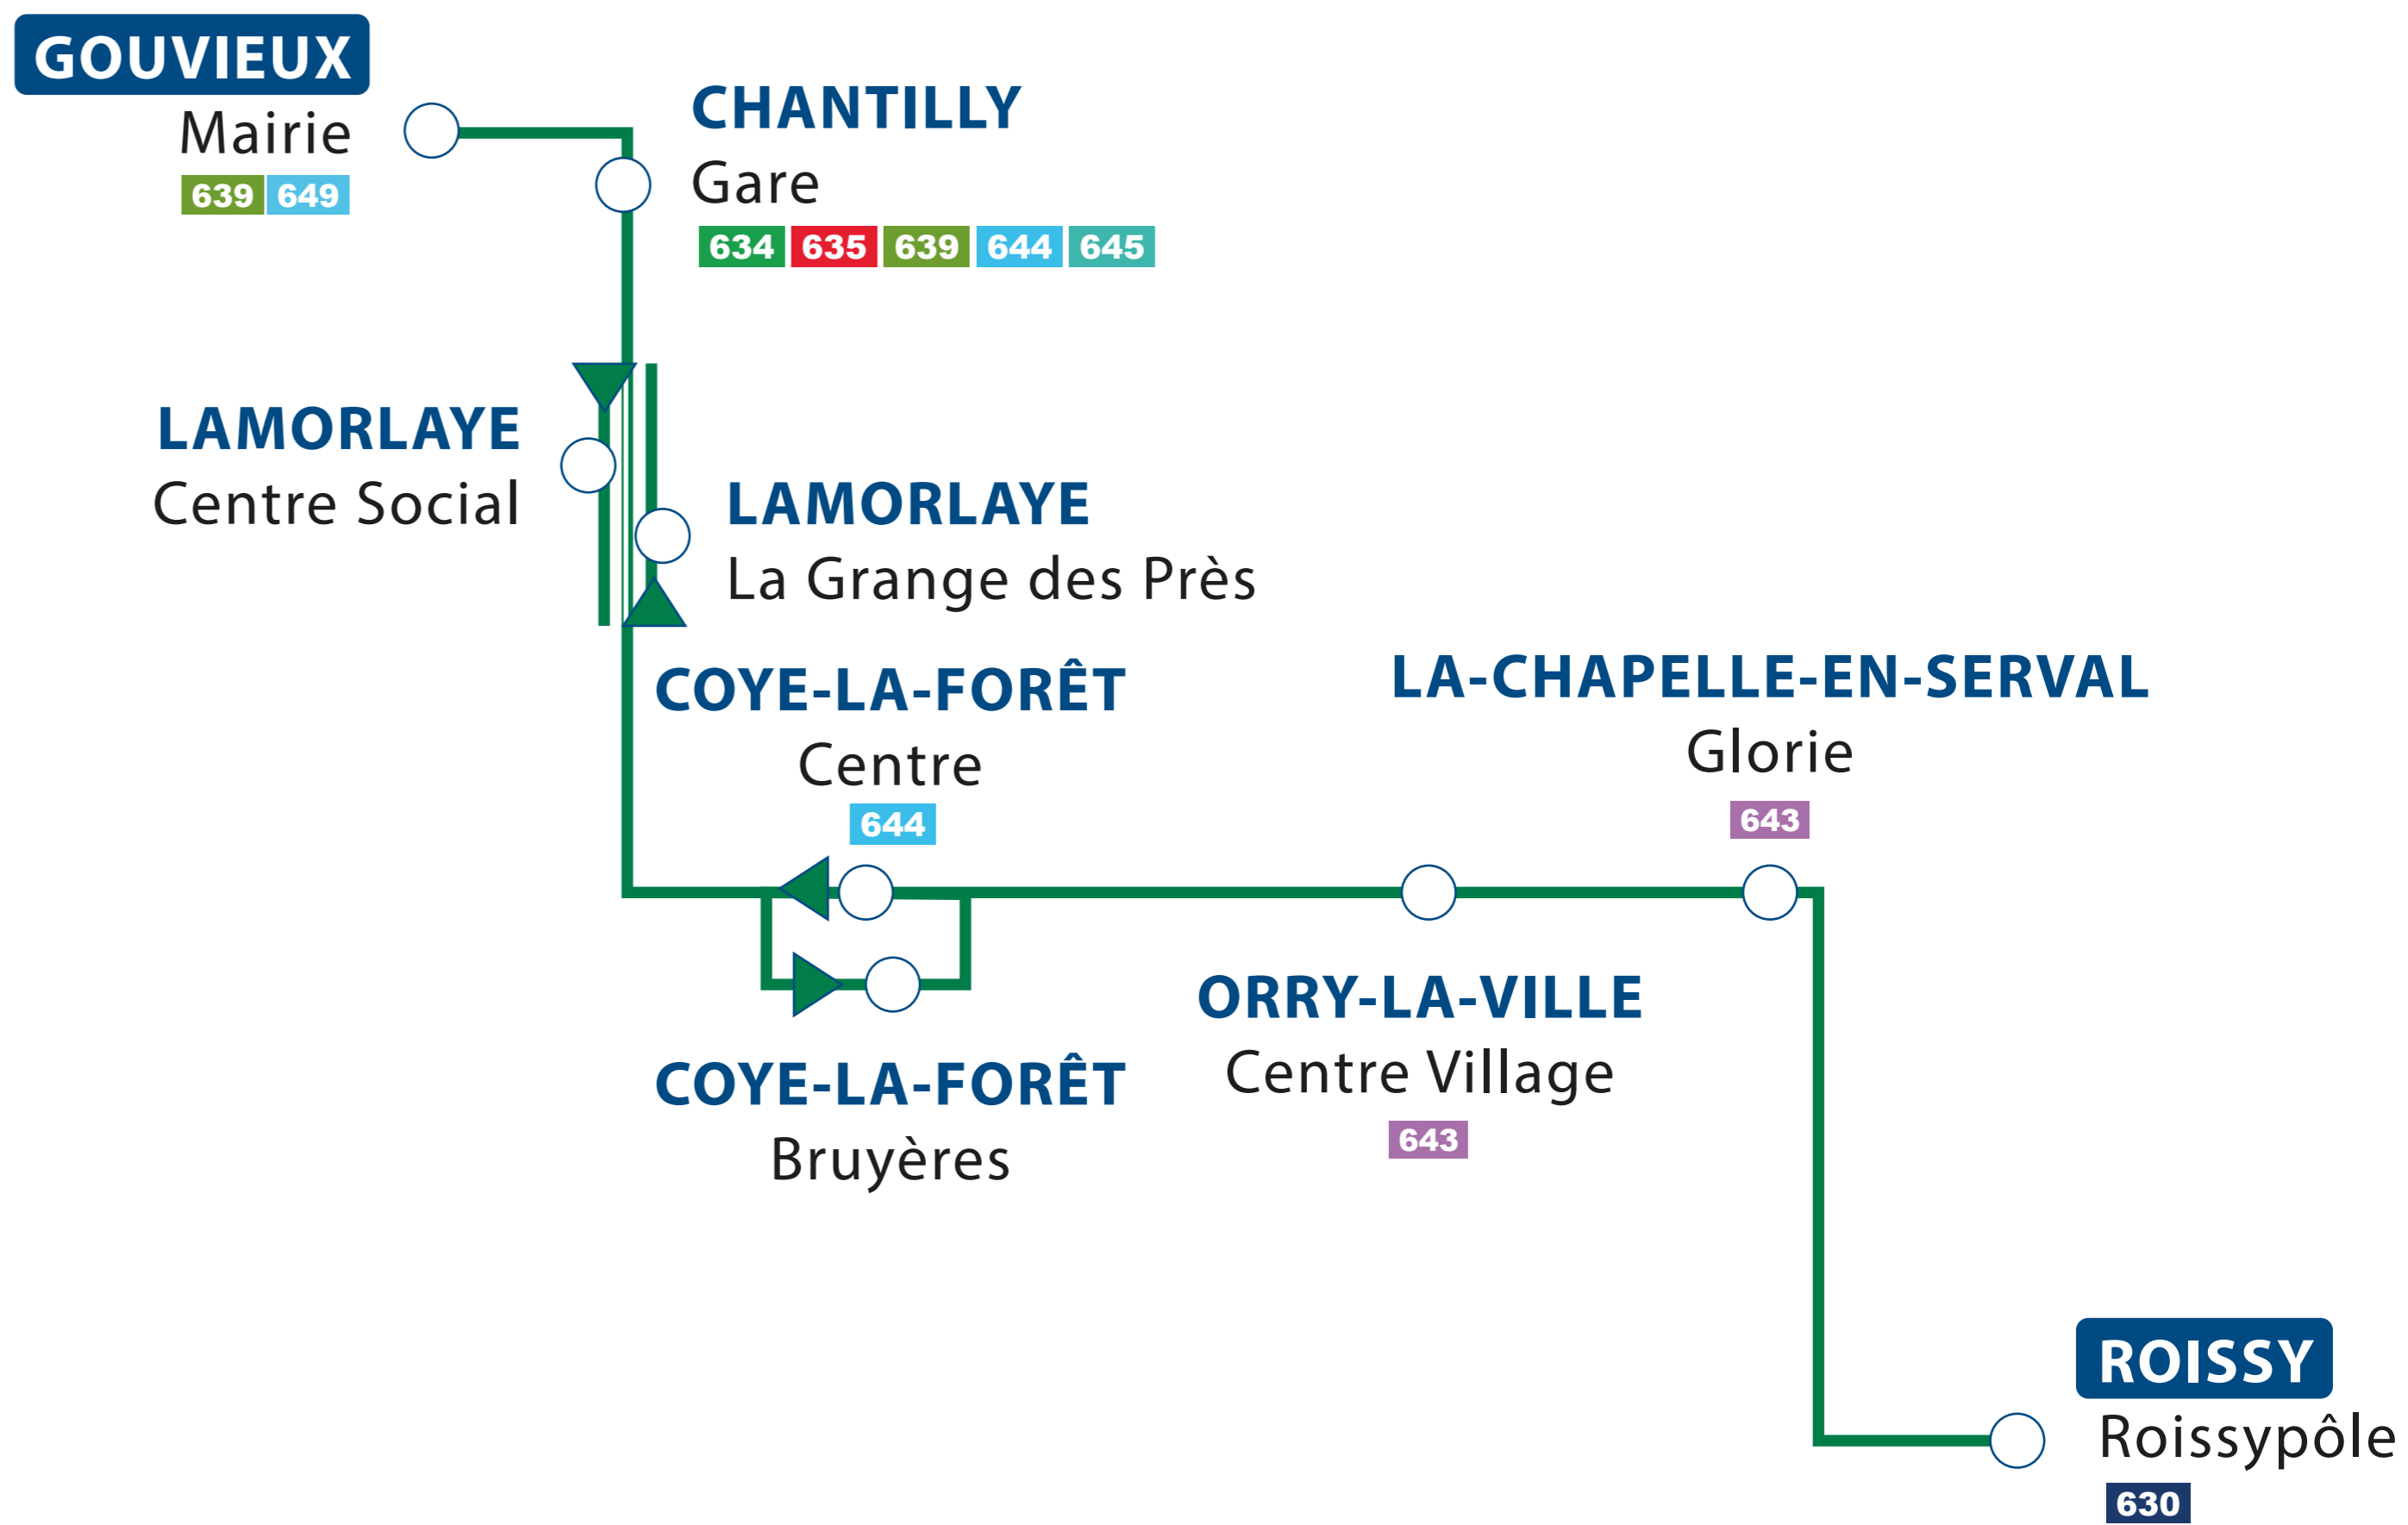 GOUVIEUX
Mairie
639 649
CHANTILLY
Gare
634 635 639 644 645
LAMORLAYE
Centre Social
LAMORLAYE
La Grange des Près
COYE-LA-FORÊT
Centre
644
LA-CHAPELLE-EN-SERVAL
Glorie
643
ORRY-LA-VILLE
Centre Village
643
COYE-LA-FORÊT
Bruyères
ROISSY
Roissypôle
630